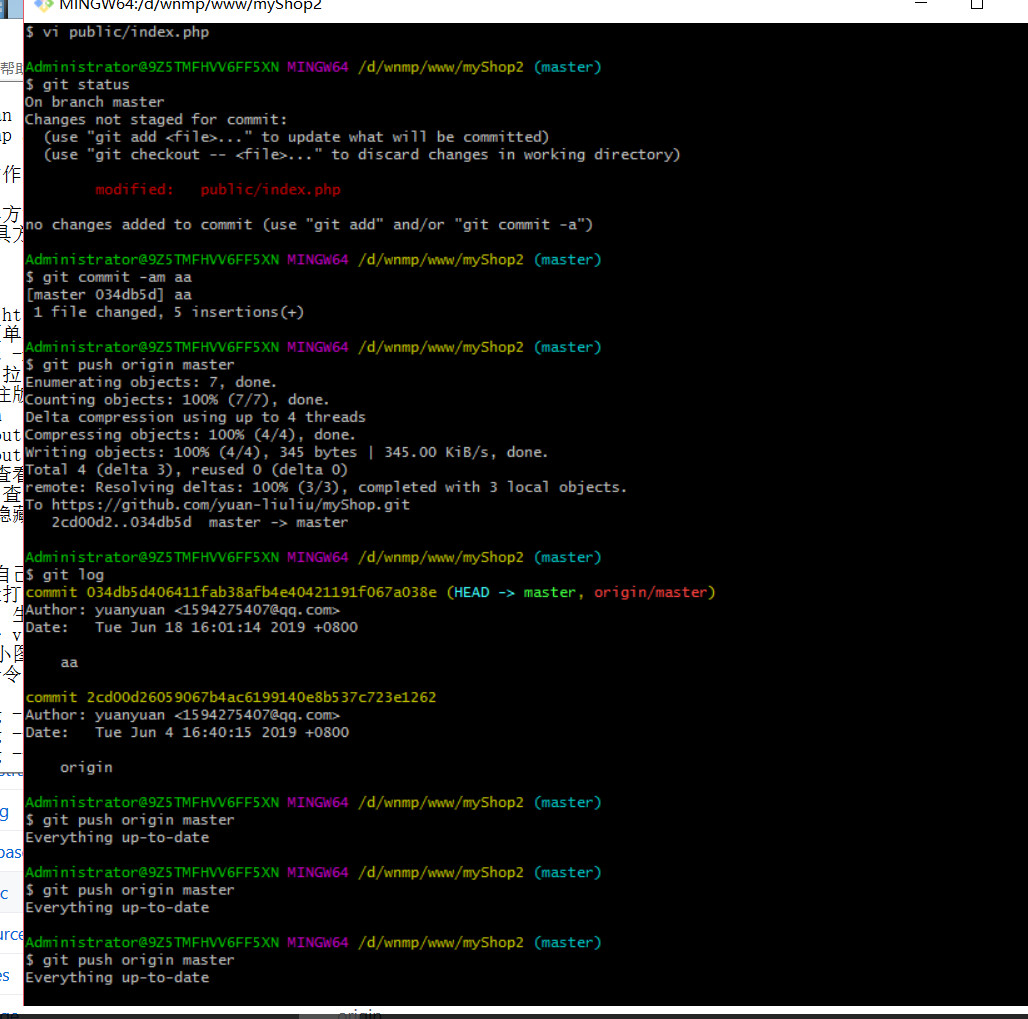 MINGW64:/d/wnmp/www/myShop2
$ vi public/index.php
Administrator@9Z5TMFHVV6FF5XN MINGW64 /d/wnmp/www/myShop2 (master)
$ git status
On branch master
Changes not staged for commit:
(use "git add <file>..." to update what will be committed)
(use "git checkout -- <file>..." to discard changes in working directory)
modified: public/index.php
no changes added to commit (use "git add" and/or "git commit -a")
Administrator@9Z5TMFHVV6FF5XN MINGW64 /d/wnmp/www/myShop2 (master)
$ git commit -am aa
[master 034db5d] aa
1 file changed, 5 insertions(+)
Administrator@9Z5TMFHVV6FF5XN MINGW64 /d/wnmp/www/myShop2 (master)
$ git push origin master
Enumerating objects: 7, done.
Counting objects: 100% (7/7), done.
Delta compression using up to 4 threads
Compressing objects: 100% (4/4), done.
Writing objects: 100% (4/4), 345 bytes | 345.00 KiB/s, done.
Total 4 (delta 3), reused 0 (delta 0)
remote: Resolving deltas: 100% (3/3), completed with 3 local objects.
To https://github.com/yuan-liuliu/myShop.git
2cd00d2..034db5d master -> master
Administrator@9Z5TMFHVV6FF5XN MINGW64 /d/wnmp/www/myShop2 (master)
$ git log
commit 034db5d406411fab38afb4e40421191f067a038e (HEAD -> master, origin/master)
Author: yuanyuan <1594275407@qq.com>
Date: Tue Jun 18 16:01:14 2019 +0800
aa
commit 2cd00d26059067b4ac6199140e8b537c723e1262
Author: yuanyuan <1594275407@qq.com>
Date: Tue Jun 4 16:40:15 2019 +0800
origin
Administrator@9Z5TMFHVV6FF5XN MINGW64 /d/wnmp/www/myShop2 (master)
$ git push origin master
Everything up-to-date
Administrator@9Z5TMFHVV6FF5XN MINGW64 /d/wnmp/www/myShop2 (master)
$ git push origin master
Everything up-to-date
Administrator@9Z5TMFHVV6FF5XN MINGW64 /d/wnmp/www/myShop2 (master)
$ git push origin master
Everything up-to-date